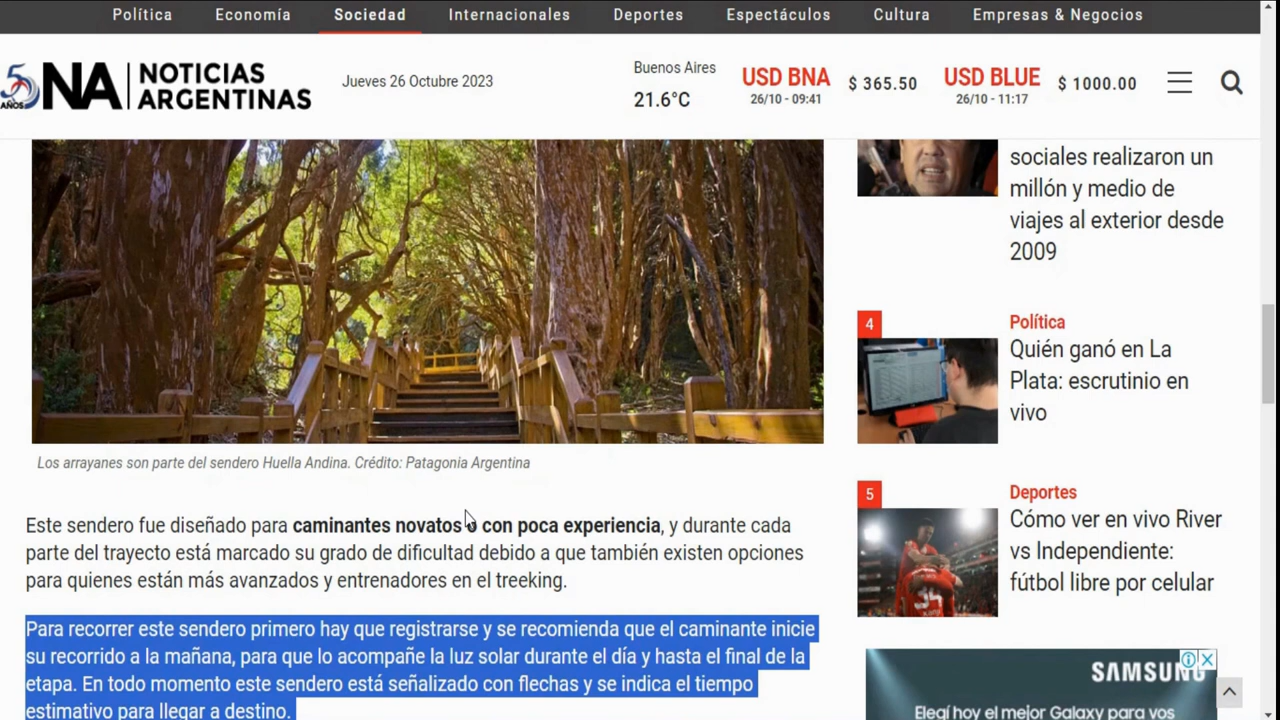 Política Economía Sociedad Internacionales Deportes Espectáculos Cultura Empresas & Negocios
50 AÑOS NA NOTICIAS ARGENTINAS
Jueves 26 Octubre 2023
Buenos Aires
21.6°C
USD BNA
26/10 - 09:41
$ 365.50
USD BLUE
26/10 - 11:17
$ 1000.00
Los arrayanes son parte del sendero Huella Andina. Crédito: Patagonia Argentina
Este sendero fue diseñado para caminantes novatos o con poca experiencia, y durante cada
parte del trayecto está marcado su grado de dificultad debido a que también existen opciones
para quienes están más avanzados y entrenadores en el treeking.
Para recorrer este sendero primero hay que registrarse y se recomienda que el caminante inicie
su recorrido a la mañana, para que lo acompañe la luz solar durante el día y hasta el final de la
etapa. En todo momento este sendero está señalizado con flechas y se indica el tiempo
estimativo para llegar a destino.
sociales realizaron un
millón y medio de
viajes al exterior desde
2009
4
Política
Quién ganó en La
Plata: escrutinio en
vivo
5
Deportes
Cómo ver en vivo River
vs Independiente:
fútbol libre por celular
34
SAMSUNG
Elegí hoy el mejor Galaxy para vos